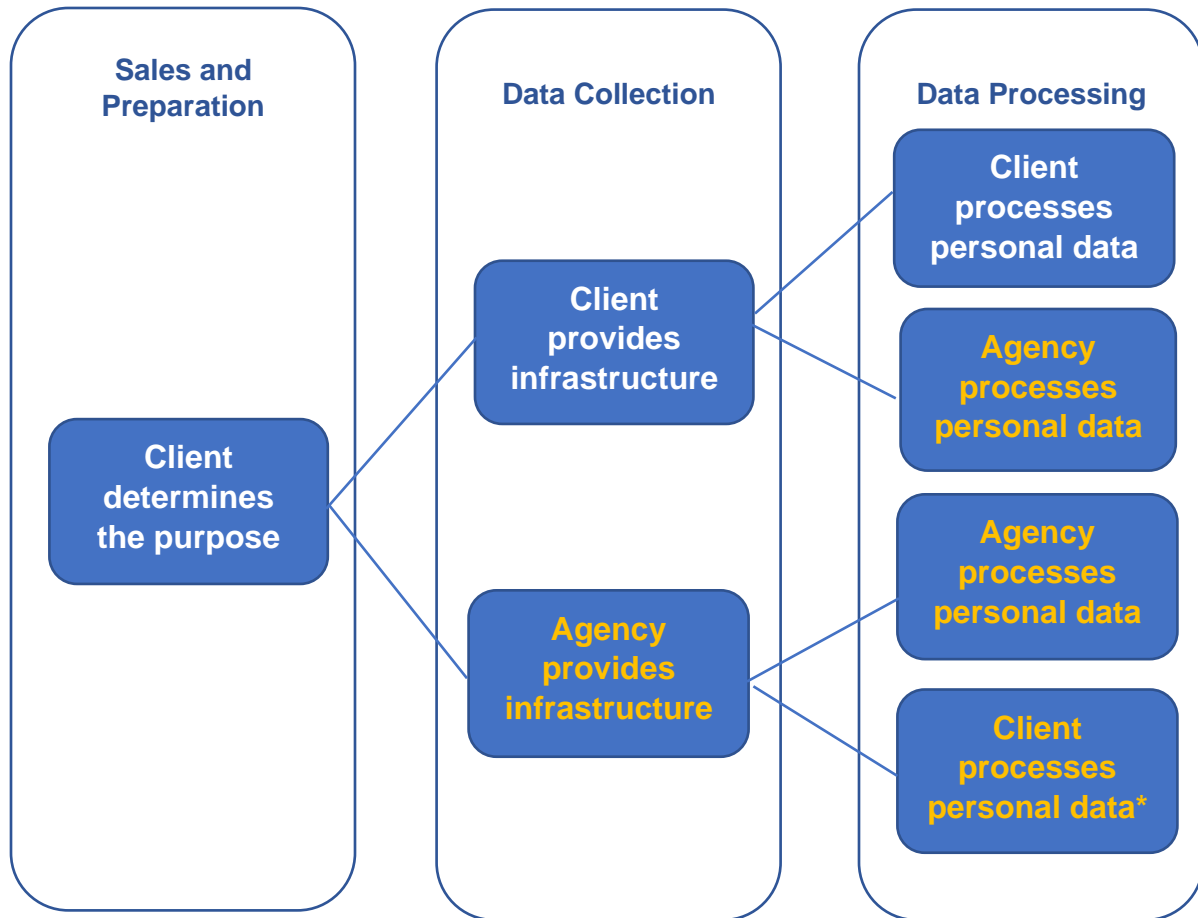 Sales and
Preparation
Client
determines
the purpose
Data Collection
Client
provides
infrastructure
Agency
provides
infrastructure
Data Processing
Client
processes
personal data
Agency
processes
personal data
Agency
processes
personal data
Client
processes
personal data*